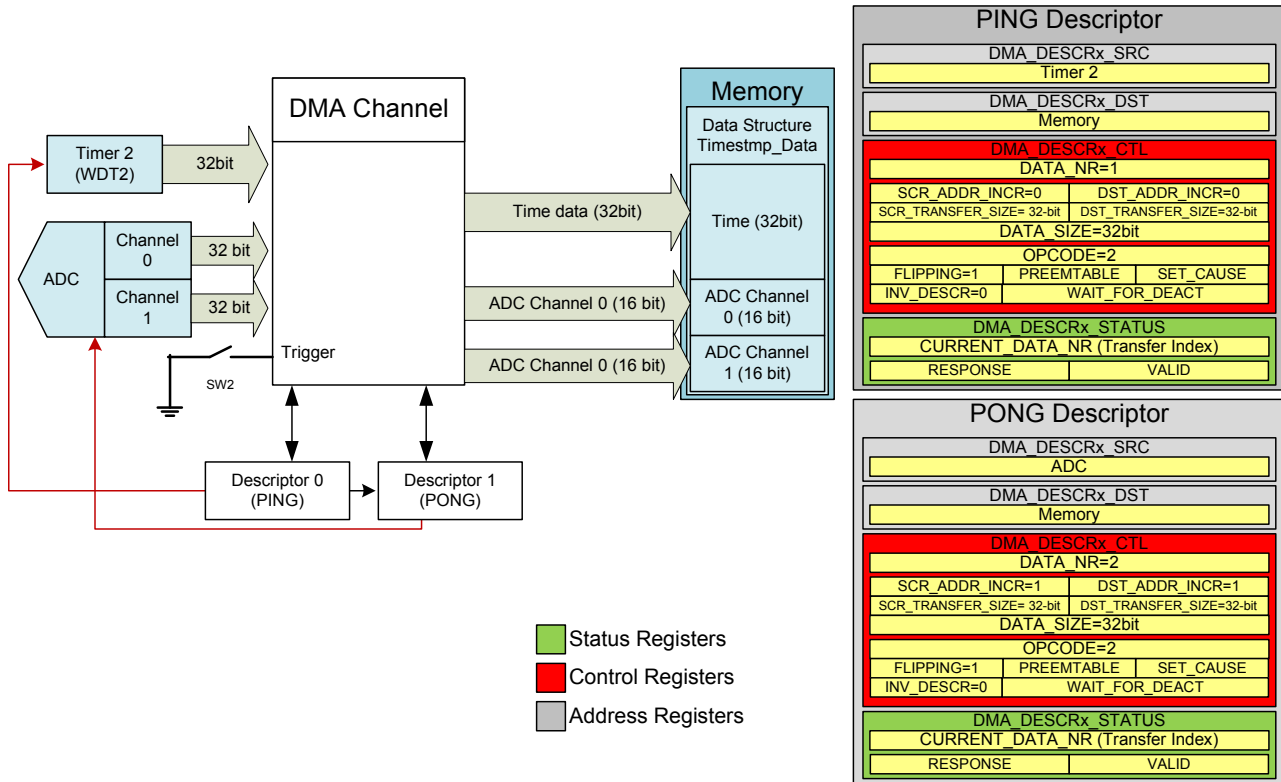 DMA Channel
Timer 2
(WDT2)
32bit
ADC
Channel
0
Channel
1
32 bit
32 bit
Trigger
SW2
Time data (32bit)
ADC Channel 0 (16 bit)
ADC Channel 0 (16 bit)
Memory
Data Structure
Timestmp_Data
Time (32bit)
ADC Channel
0 (16 bit)
ADC Channel
1 (16 bit)
Descriptor 0
(PING)
Descriptor 1
(PONG)
Status Registers
Control Registers
Address Registers
PING Descriptor
DMA_DESCRx_SRC
Timer 2
DMA_DESCRx_DST
Memory
DMA_DESCRx_CTL
DATA_NR=1
SCR_ADDR_INCR=0 DST_ADDR_INCR=0
SCR_TRANSFER_SIZE= 32-bit DST_TRANSFER_SIZE=32-bit
DATA_SIZE=32bit
OPCODE=2
FLIPPING=1 PREEMTABLE SET_CAUSE
INV_DESCR=0 WAIT_FOR_DEACT
DMA_DESCRx_STATUS
CURRENT_DATA_NR (Transfer Index)
RESPONSE VALID
PONG Descriptor
DMA_DESCRx_SRC
ADC
DMA_DESCRx_DST
Memory
DMA_DESCRx_CTL
DATA_NR=2
SCR_ADDR_INCR=1 DST_ADDR_INCR=1
SCR_TRANSFER_SIZE= 32-bit DST_TRANSFER_SIZE=32-bit
DATA_SIZE=32bit
OPCODE=2
FLIPPING=1 PREEMTABLE SET_CAUSE
INV_DESCR=0 WAIT_FOR_DEACT
DMA_DESCRx_STATUS
CURRENT_DATA_NR (Transfer Index)
RESPONSE VALID